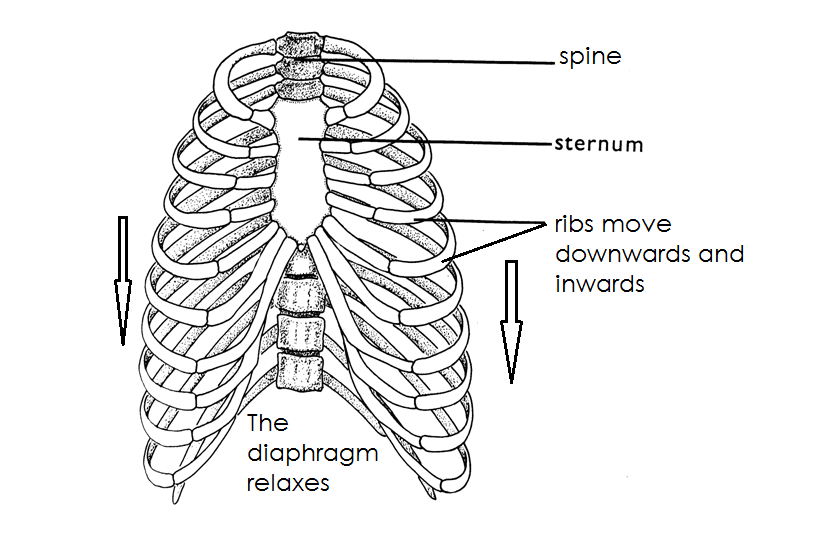 spine
sternum
ribs move
downwards and
inwards
The
diaphragm
relaxes